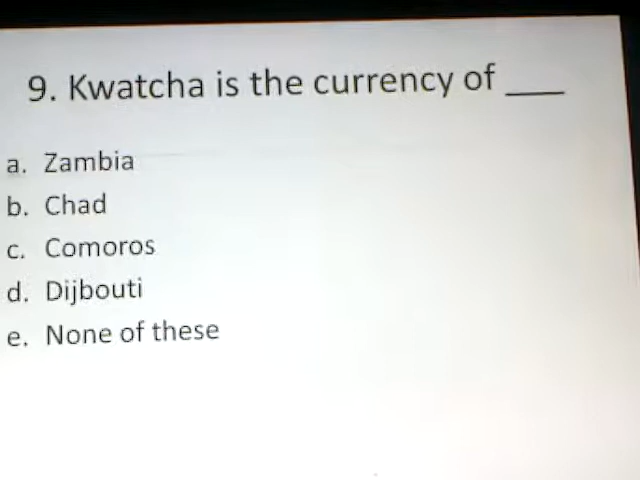 9. Kwatcha is the currency of ___
a. Zambia
b. Chad
c. Comoros
d. Dijbouti
e. None of these